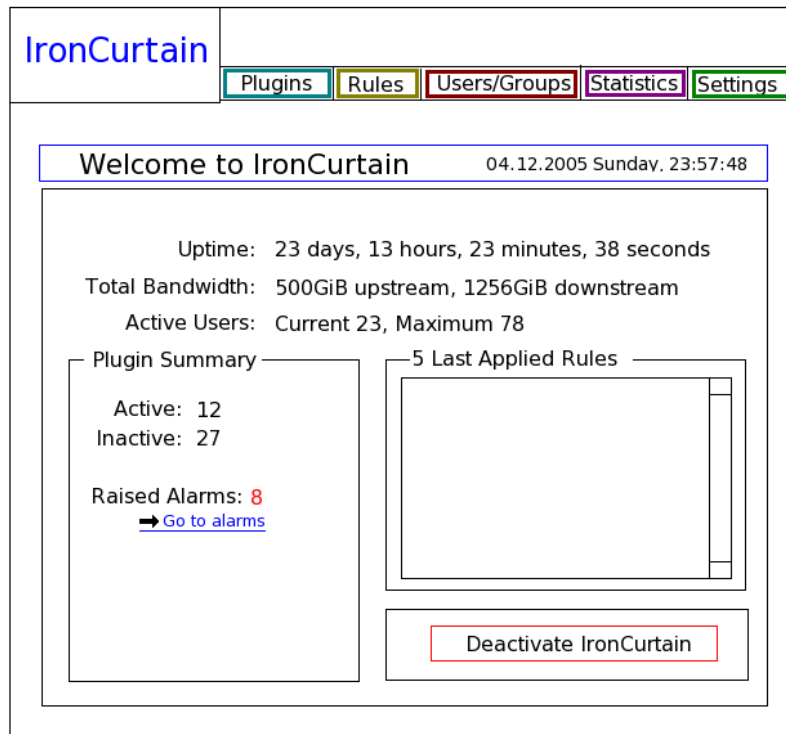 IronCurtain
Plugins Rules Users/Groups Statistics Settings
Welcome to IronCurtain 04.12.2005 Sunday, 23:57:48
Uptime: 23 days, 13 hours, 23 minutes, 38 seconds
Total Bandwidth: 500GiB upstream, 1256GiB downstream
Active Users: Current 23, Maximum 78
Plugin Summary
Active: 12
Inactive: 27
Raised Alarms: 8
Go to alarms
5 Last Applied Rules
Deactivate IronCurtain